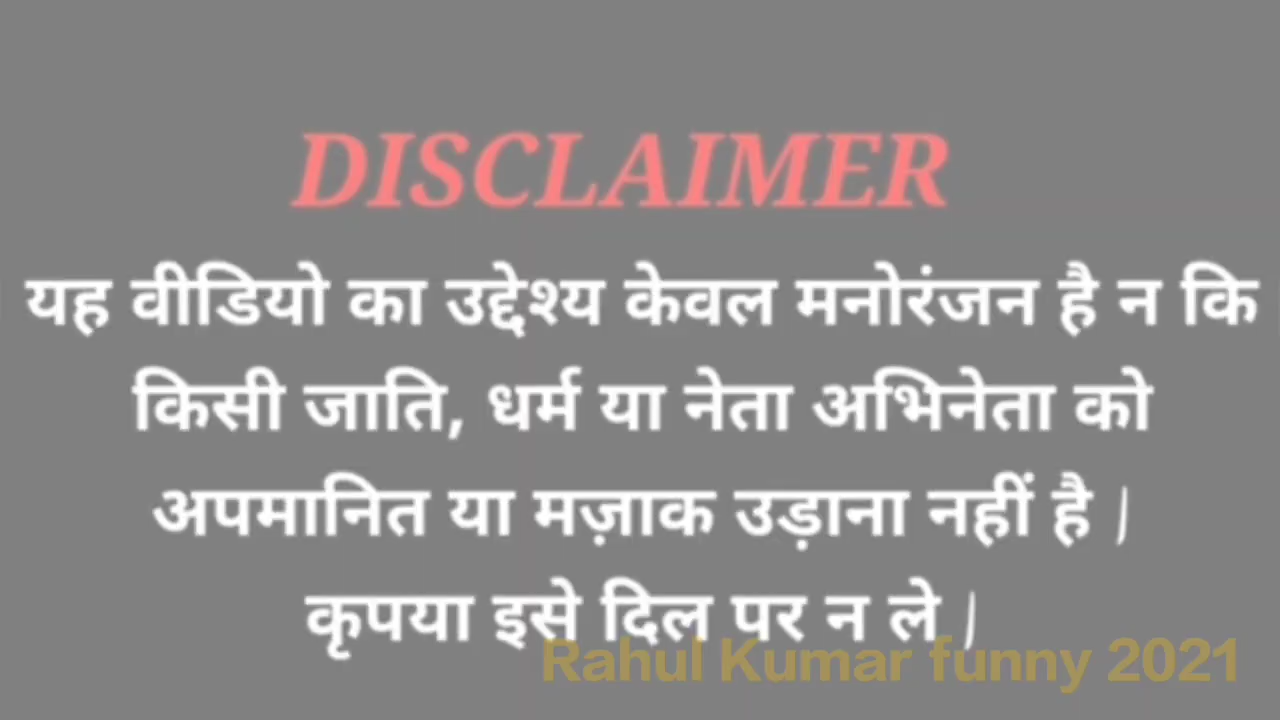 DISCLAIMER
यह वीडियो का उद्देश्य केवल मनोरंजन है न कि
किसी जाति, धर्म या नेता अभिनेता को
अपमानित या मज़ाक उड़ाना नहीं है |
कृपया इसे दिल पर न ले |
Rahul Kumar funny 2021